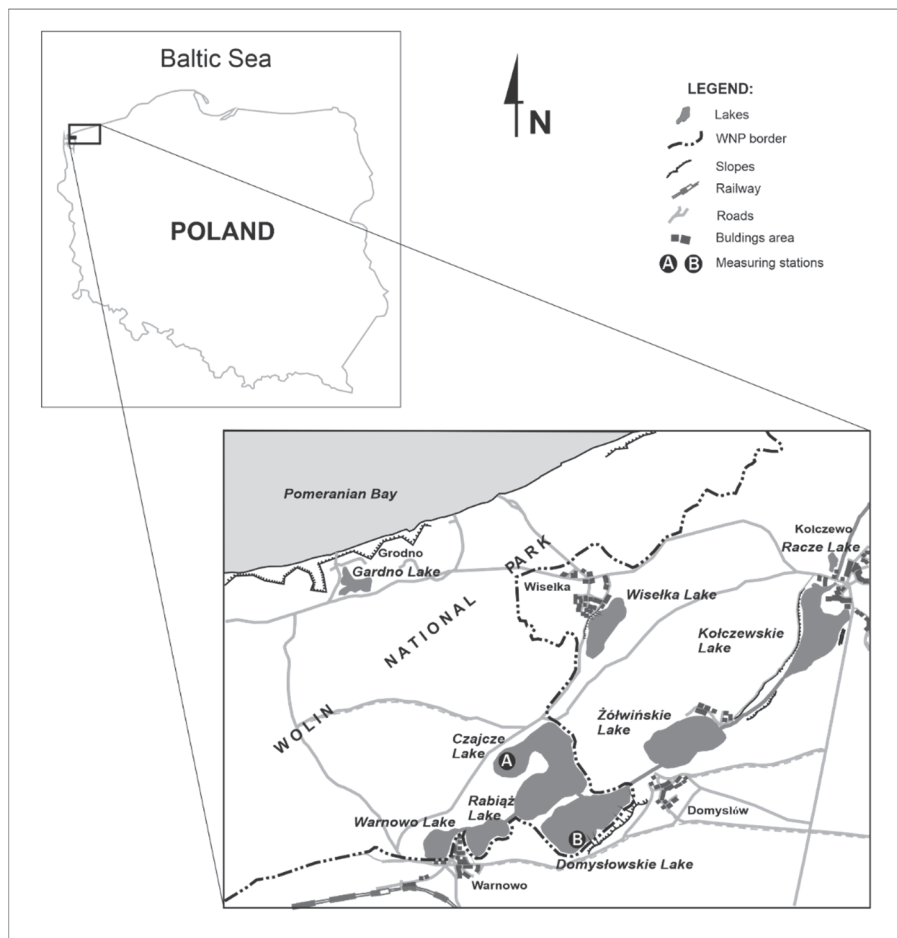 Baltic Sea
POLAND
N
LEGEND:
Lakes
WNP border
Slopes
Railway
Roads
Buldings area
A B Measuring stations
Pomeranian Bay
Grodno
Gardno Lake
WOLIN NATIONAL PARK
Wisełka
Wisełka Lake
Kolczewo
Racze Lake
Kołczewskie
Lake
Żółwińskie
Lake
Czajcze
Lake
A
Rabiąż
Lake
Warnowo Lake
B
Domysłów
Domysłowskie Lake
Warnowo